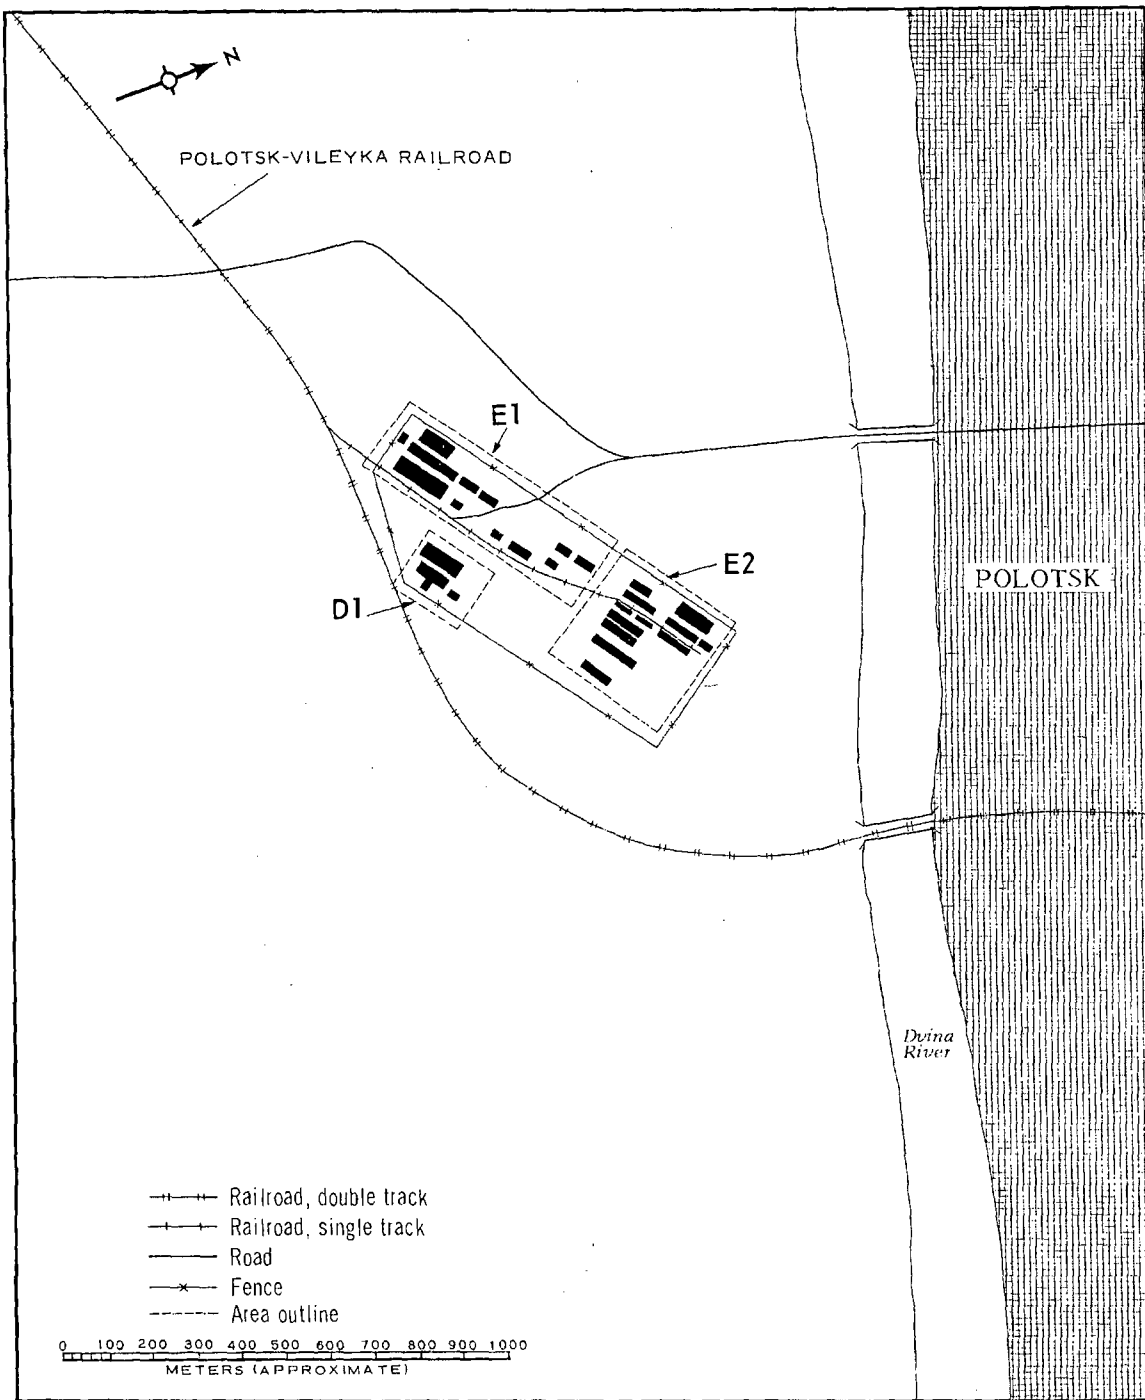 N
POLOTSK-VILEYKA RAILROAD
E1
E2
POLOTSK
D1
Dvina
River
Railroad, double track
Railroad, single track
Road
Fence
Area outline
0 100 200 300 400 500 600 700 800 900 1000
METERS (APPROXIMATE)